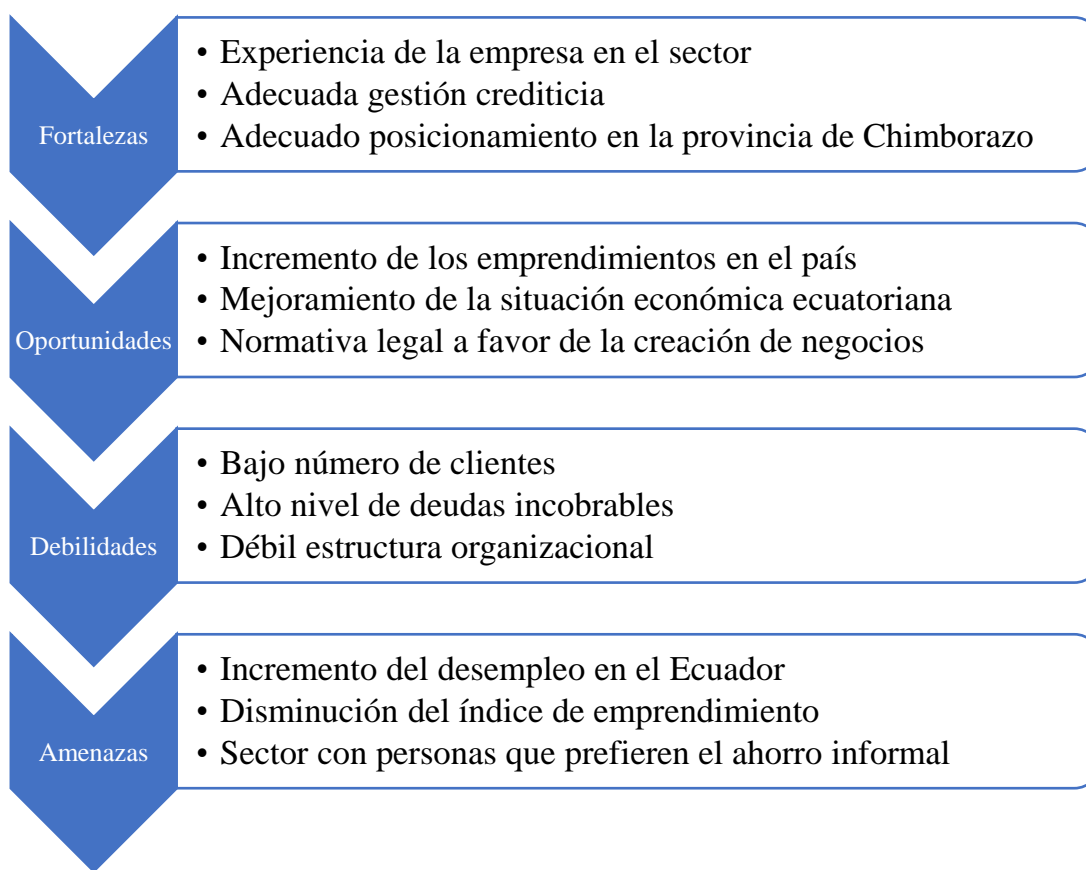 Fortalezas
• Experiencia de la empresa en el sector
• Adecuada gestión crediticia
• Adecuado posicionamiento en la provincia de Chimborazo
Oportunidades
• Incremento de los emprendimientos en el país
• Mejoramiento de la situación económica ecuatoriana
• Normativa legal a favor de la creación de negocios
Debilidades
• Bajo número de clientes
• Alto nivel de deudas incobrables
• Débil estructura organizacional
Amenazas
• Incremento del desempleo en el Ecuador
• Disminución del índice de emprendimiento
• Sector con personas que prefieren el ahorro informal